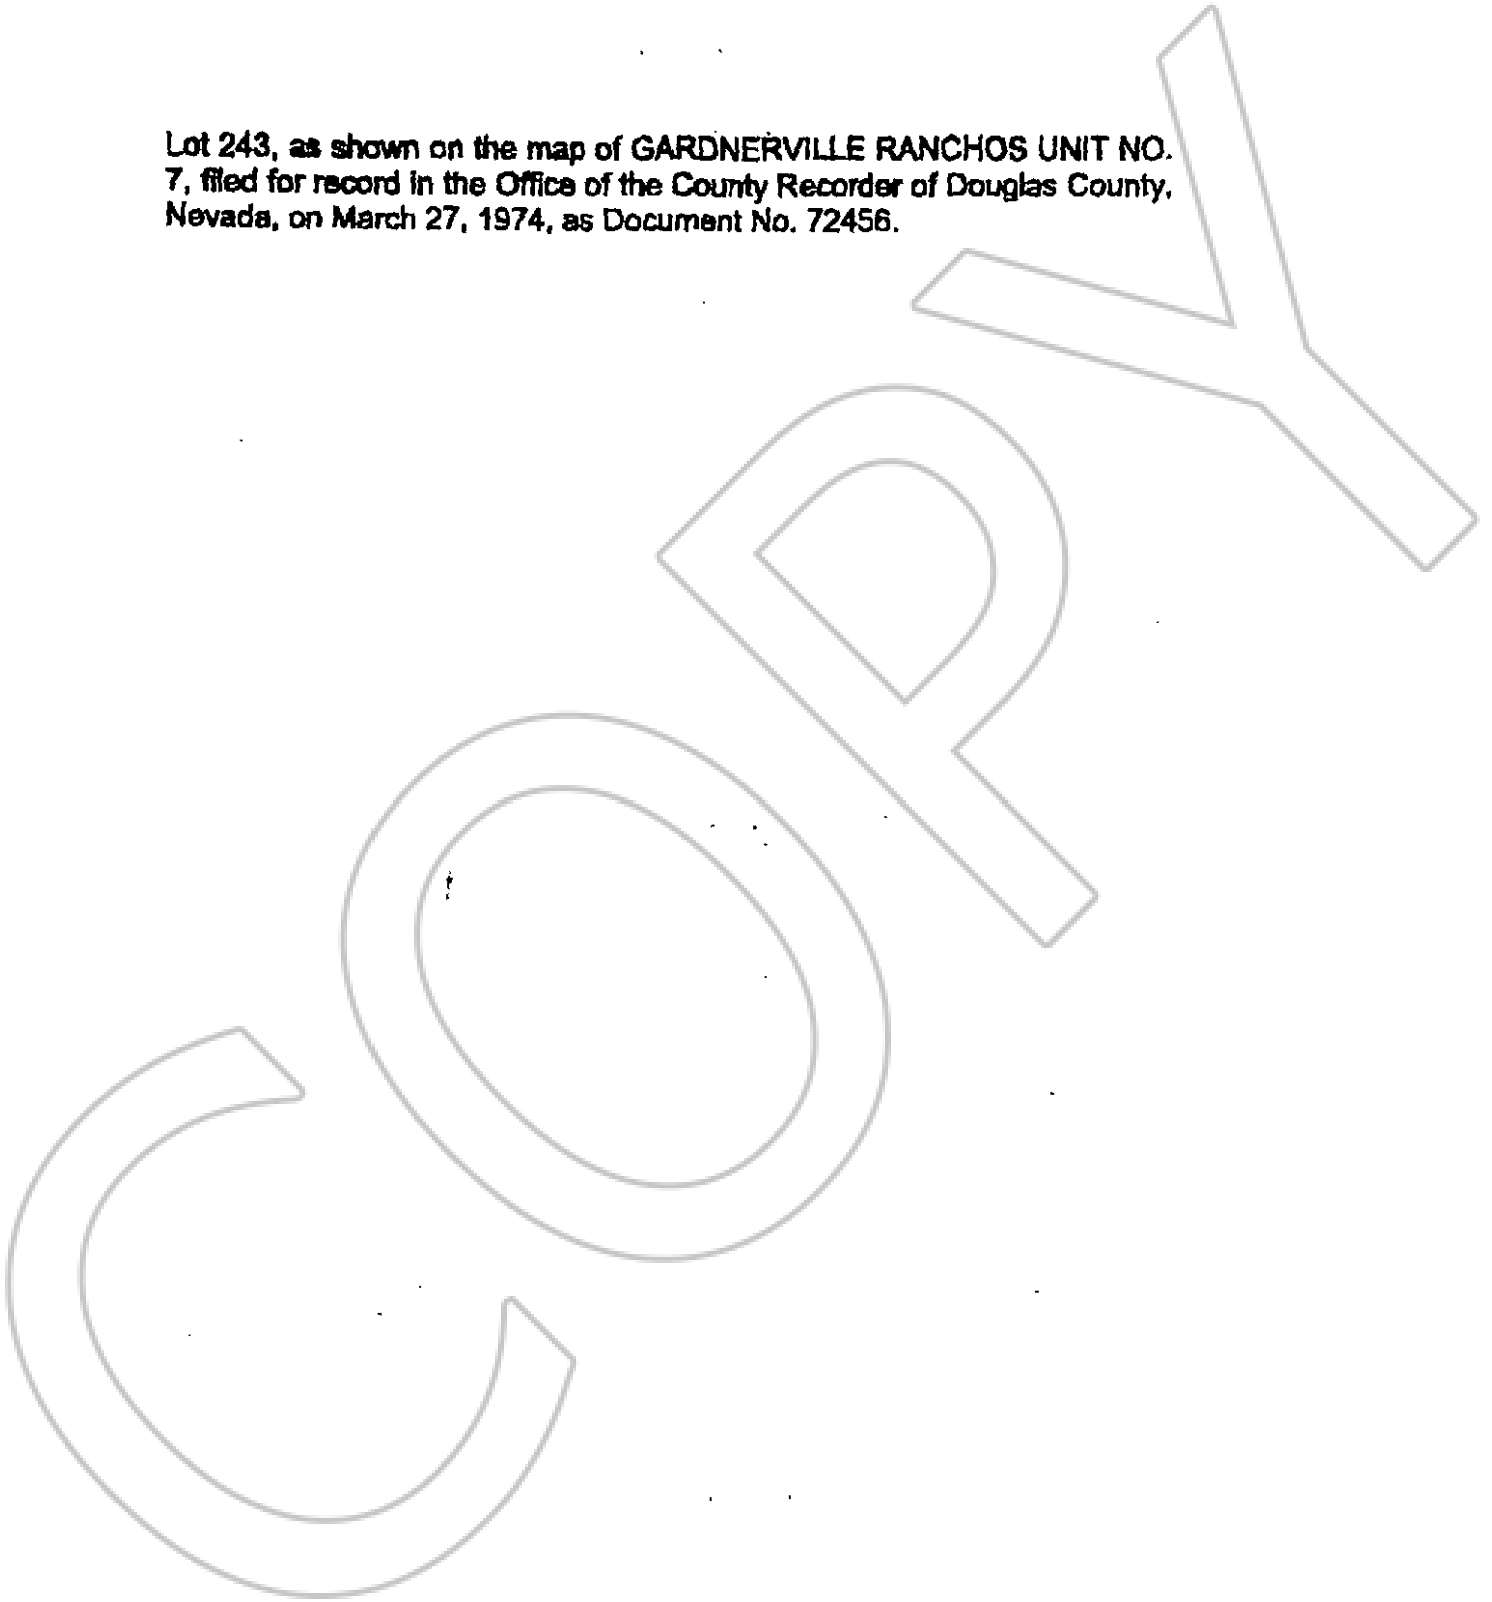 Lot 243, as shown on the map of GARDNERVILLE RANCHOS UNIT NO.
7, filed for record in the Office of the County Recorder of Douglas County,
Nevada, on March 27, 1974, as Document No. 72456.
COPY